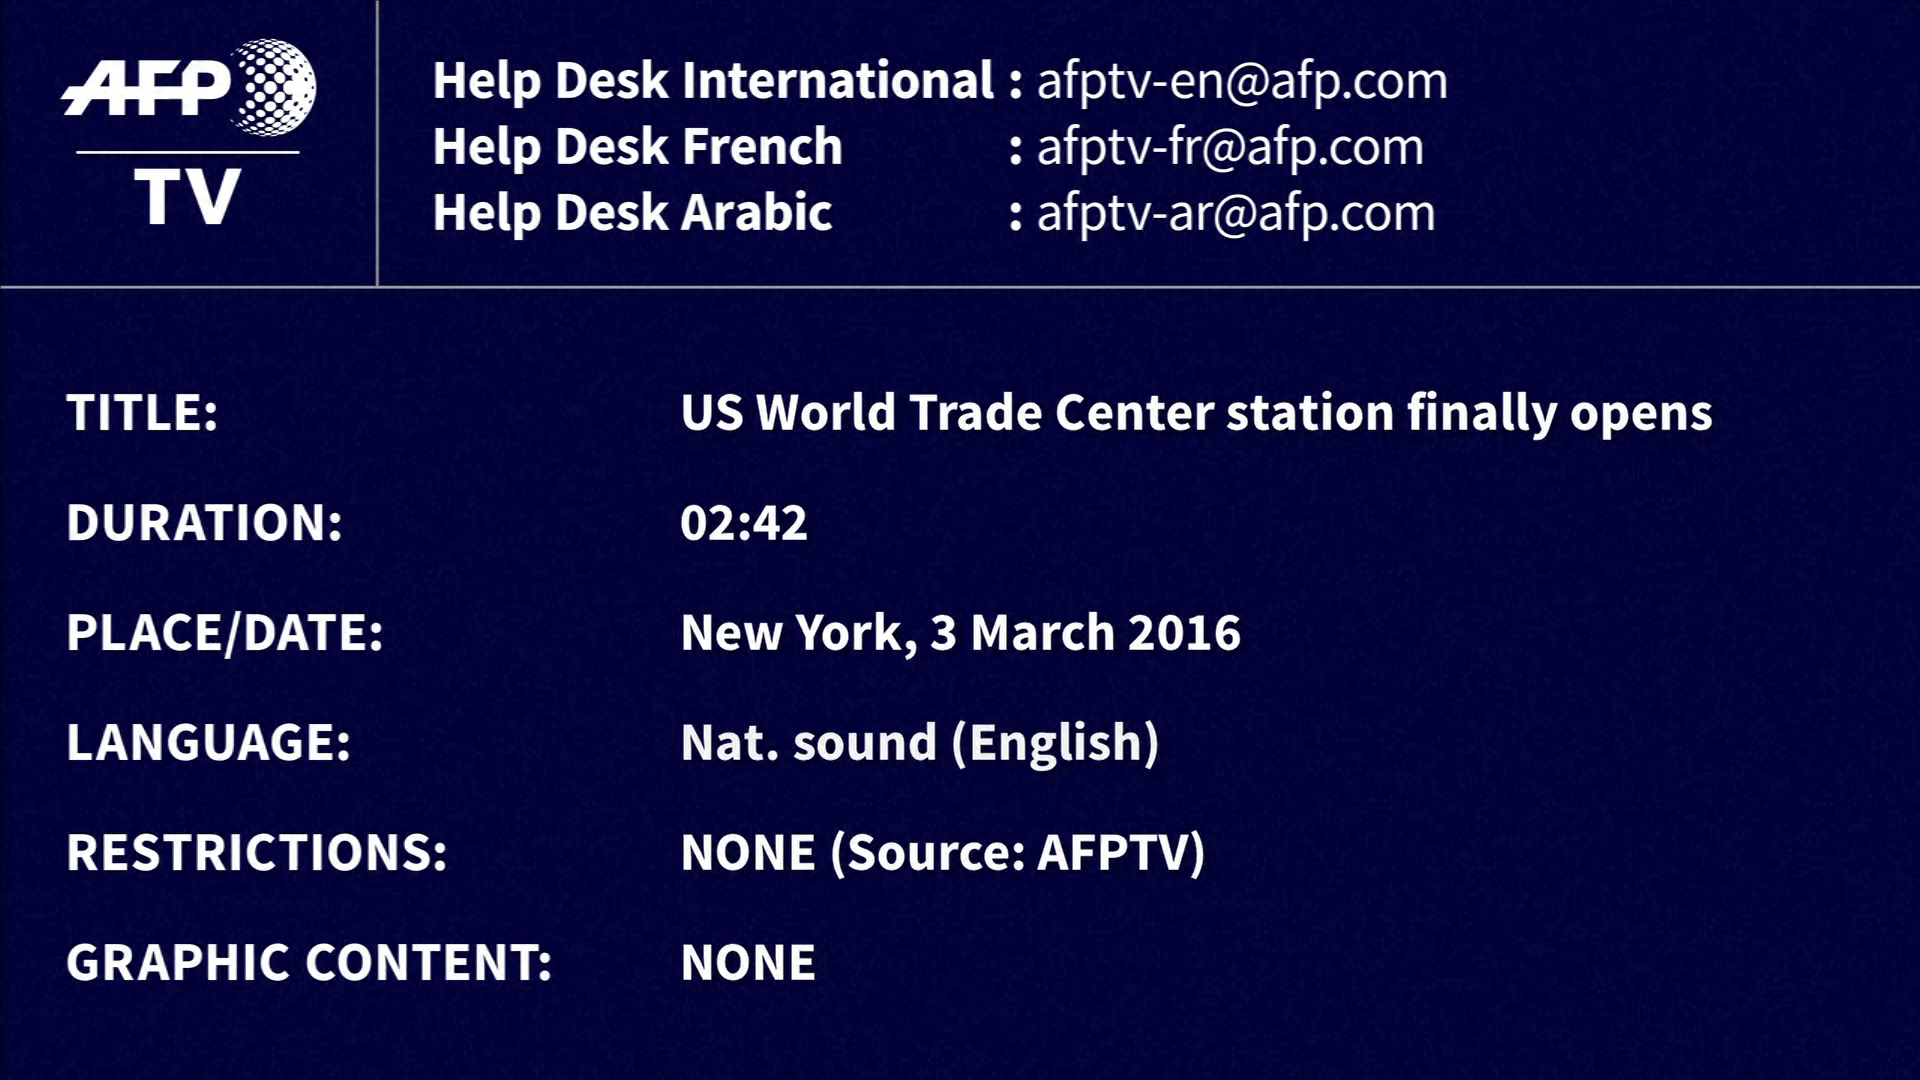 AFP
TV
Help Desk International : afptv-en@afp.com
Help Desk French : afptv-fr@afp.com
Help Desk Arabic : afptv-ar@afp.com
TITLE: US World Trade Center station finally opens
DURATION: 02:42
PLACE/DATE: New York, 3 March 2016
LANGUAGE: Nat. sound (English)
RESTRICTIONS: NONE (Source: AFPTV)
GRAPHIC CONTENT: NONE